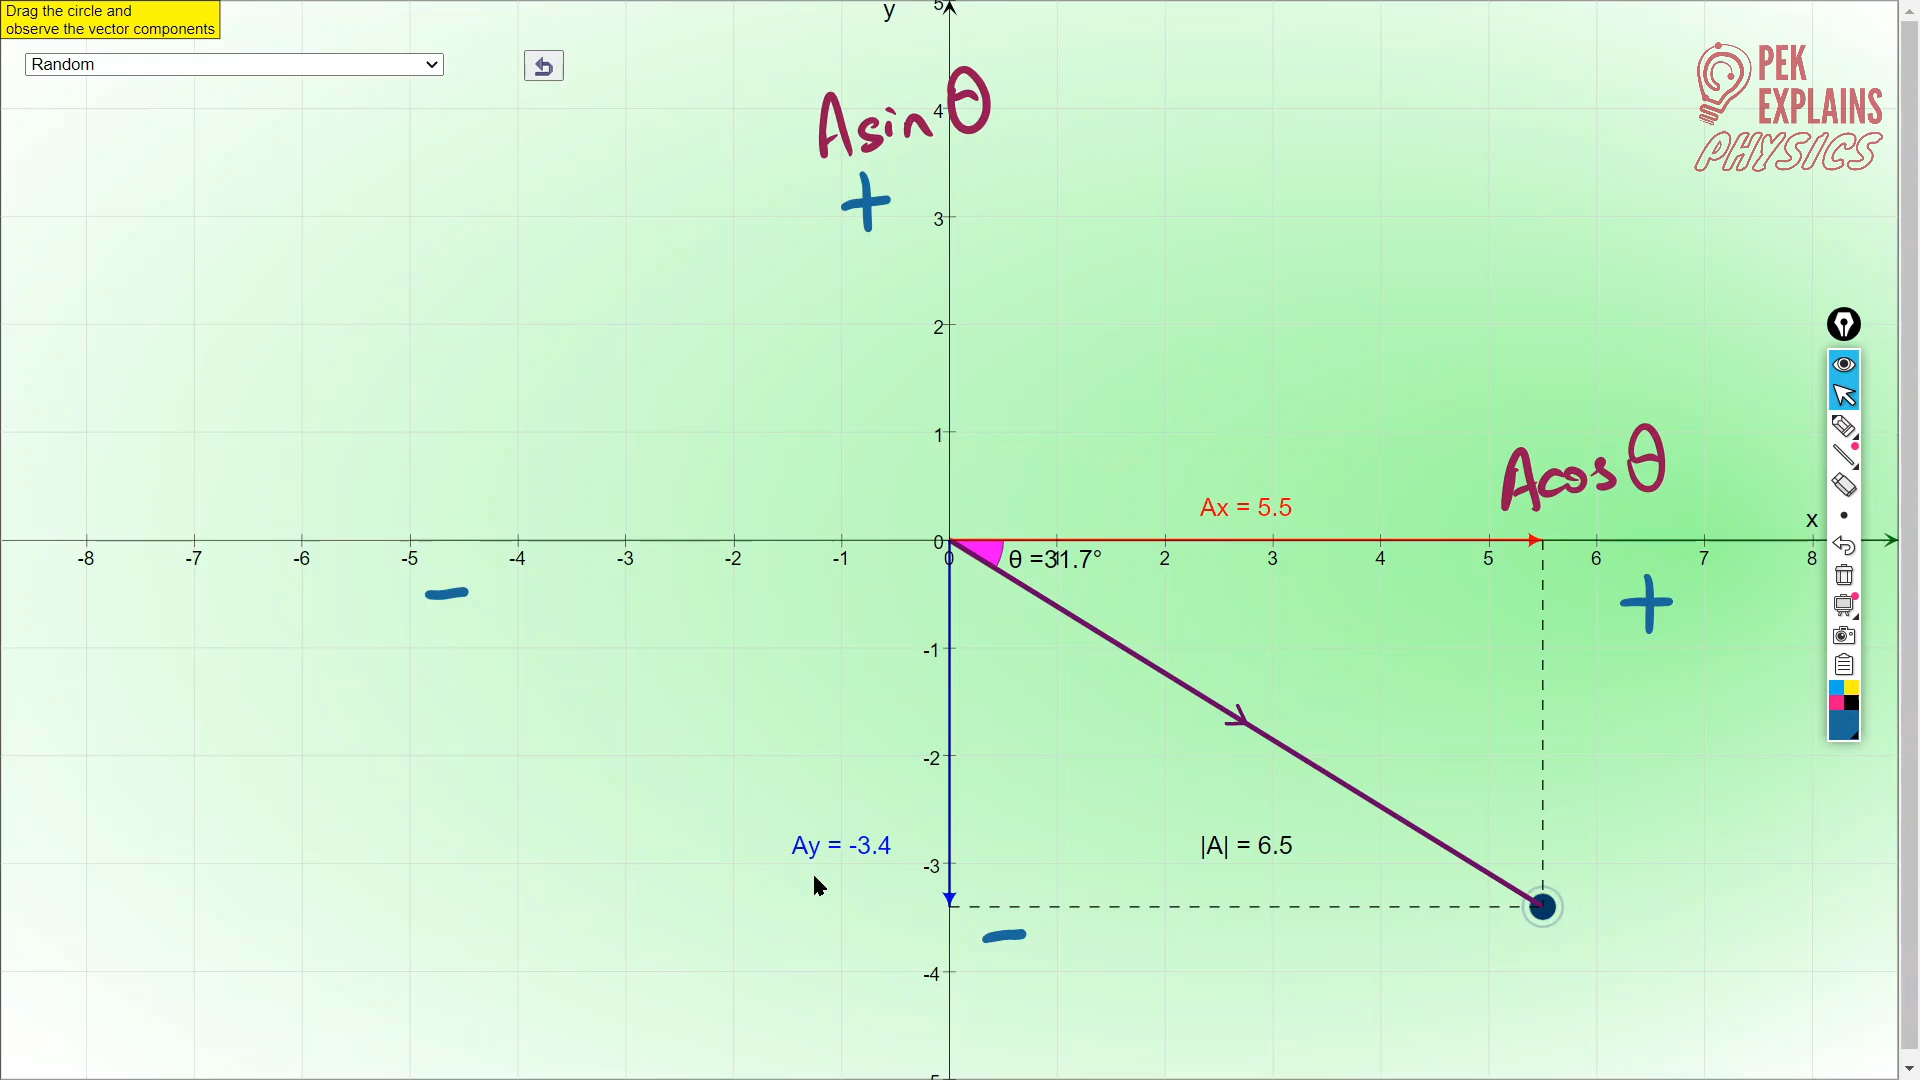 Drag the circle and
observe the vector components
Random
y
5
PEK
EXPLAINS
PHYSICS
Asinθ
4
+
3
2
1
Acosθ
Ax = 5.5
x
0
-8 -7 -6 -5 -4 -3 -2 -1 0 1 2 3 4 5 6 7 8
θ =31.7°
−
+
-1
-2
Ay = -3.4
|A| = 6.5
-3
−
-4